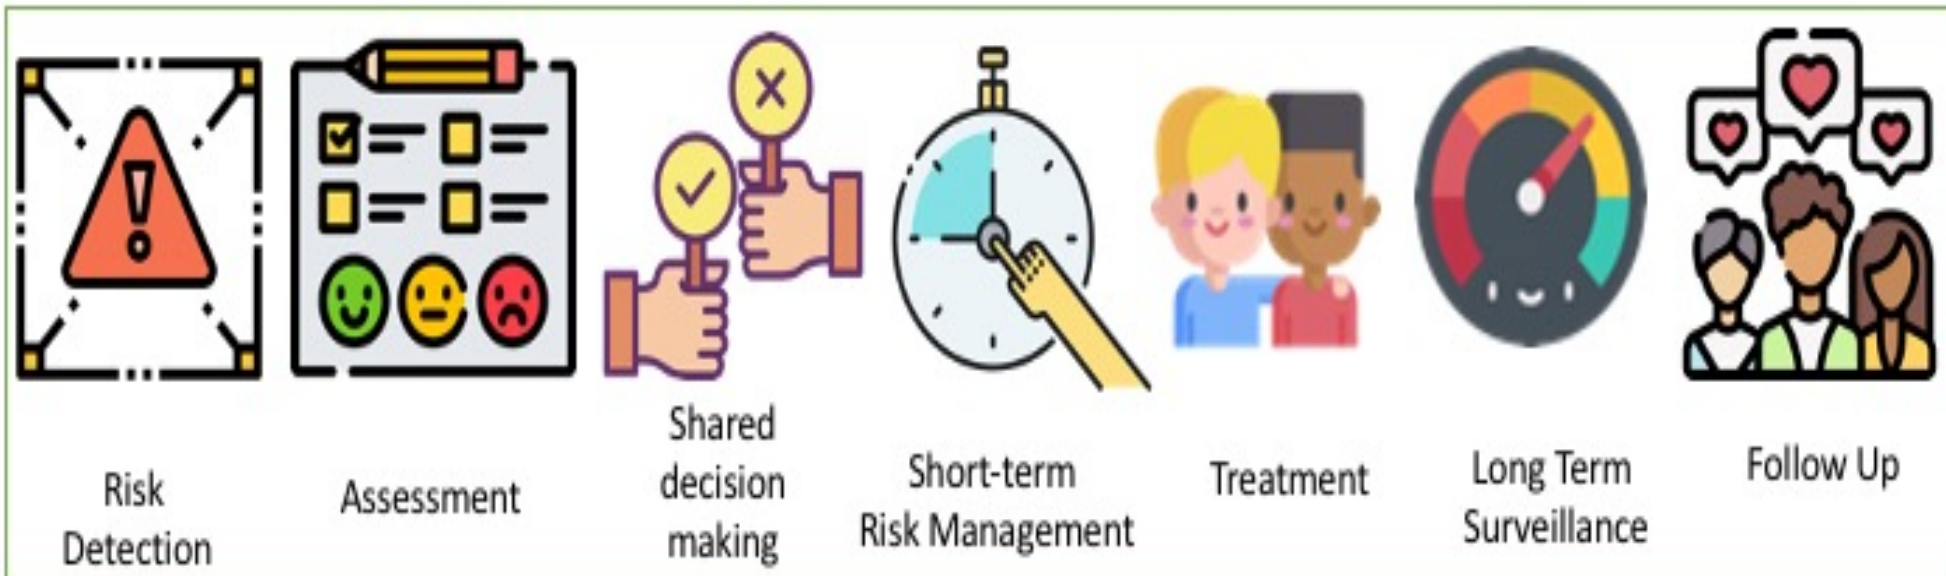 Risk
Detection
Assessment
Shared
decision
making
Short-term
Risk Management
Treatment
Long Term
Surveillance
Follow Up